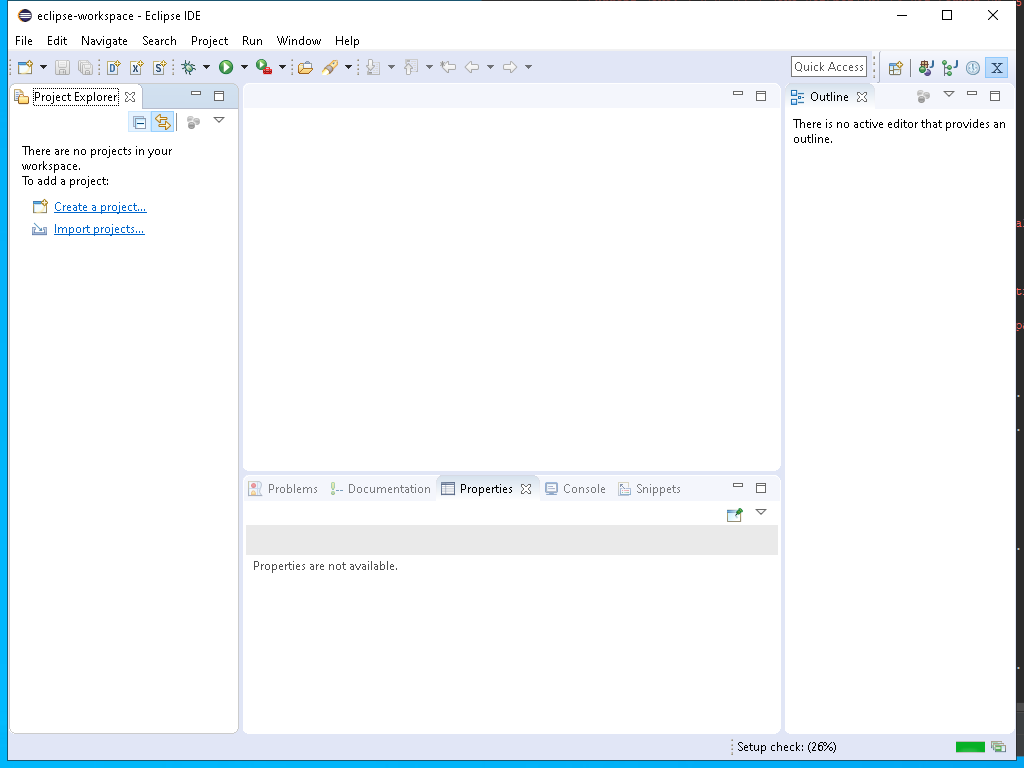 eclipse-workspace - Eclipse IDE
File Edit Navigate Search Project Run Window Help
Quick Access
Project Explorer
There are no projects in your
workspace.
To add a project:
Create a project...
Import projects...
Outline
There is no active editor that provides an
outline.
Problems Documentation Properties Console Snippets
Properties are not available.
Setup check: (26%)